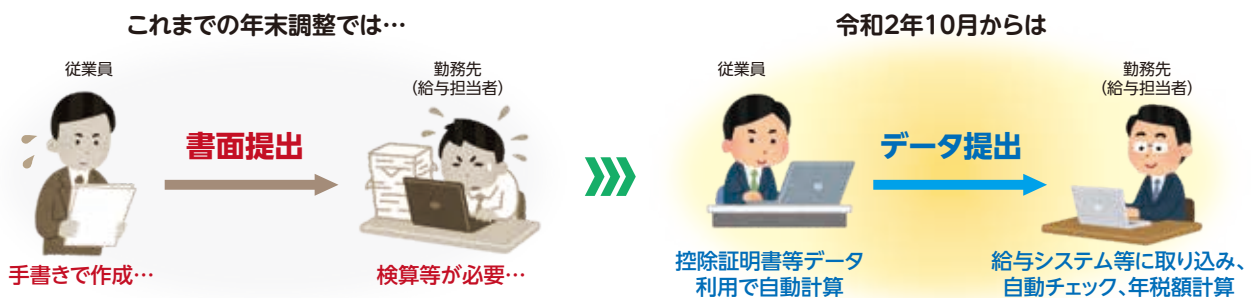 これまでの年末調整では…
従業員
勤務先
（給与担当者）
書面提出
手書きで作成…
検算等が必要…
令和2年10月からは
従業員
勤務先
（給与担当者）
データ提出
控除証明書等データ
利用で自動計算
給与システム等に取り込み、
自動チェック、年税額計算